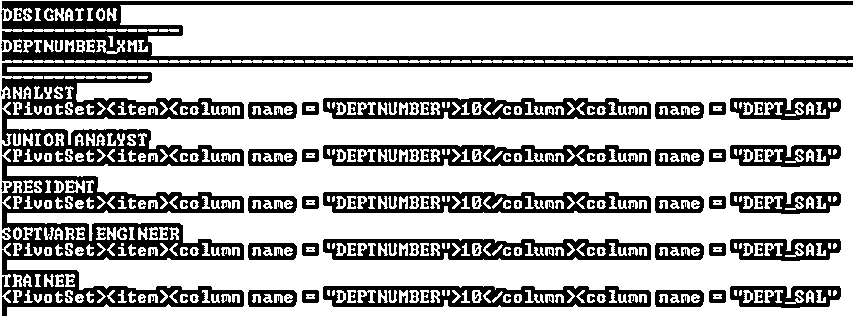 DESIGNATION
--------------------
DEPTNUMBER_XML
--------------------------------------------------------------------------------
----------------
ANALYST
<PivotSet><item><column name = "DEPTNUMBER">10</column><column name = "DEPT_SAL"
JUNIOR ANALYST
<PivotSet><item><column name = "DEPTNUMBER">10</column><column name = "DEPT_SAL"
PRESIDENT
<PivotSet><item><column name = "DEPTNUMBER">10</column><column name = "DEPT_SAL"
SOFTWARE ENGINEER
<PivotSet><item><column name = "DEPTNUMBER">10</column><column name = "DEPT_SAL"
TRAINEE
<PivotSet><item><column name = "DEPTNUMBER">10</column><column name = "DEPT_SAL"